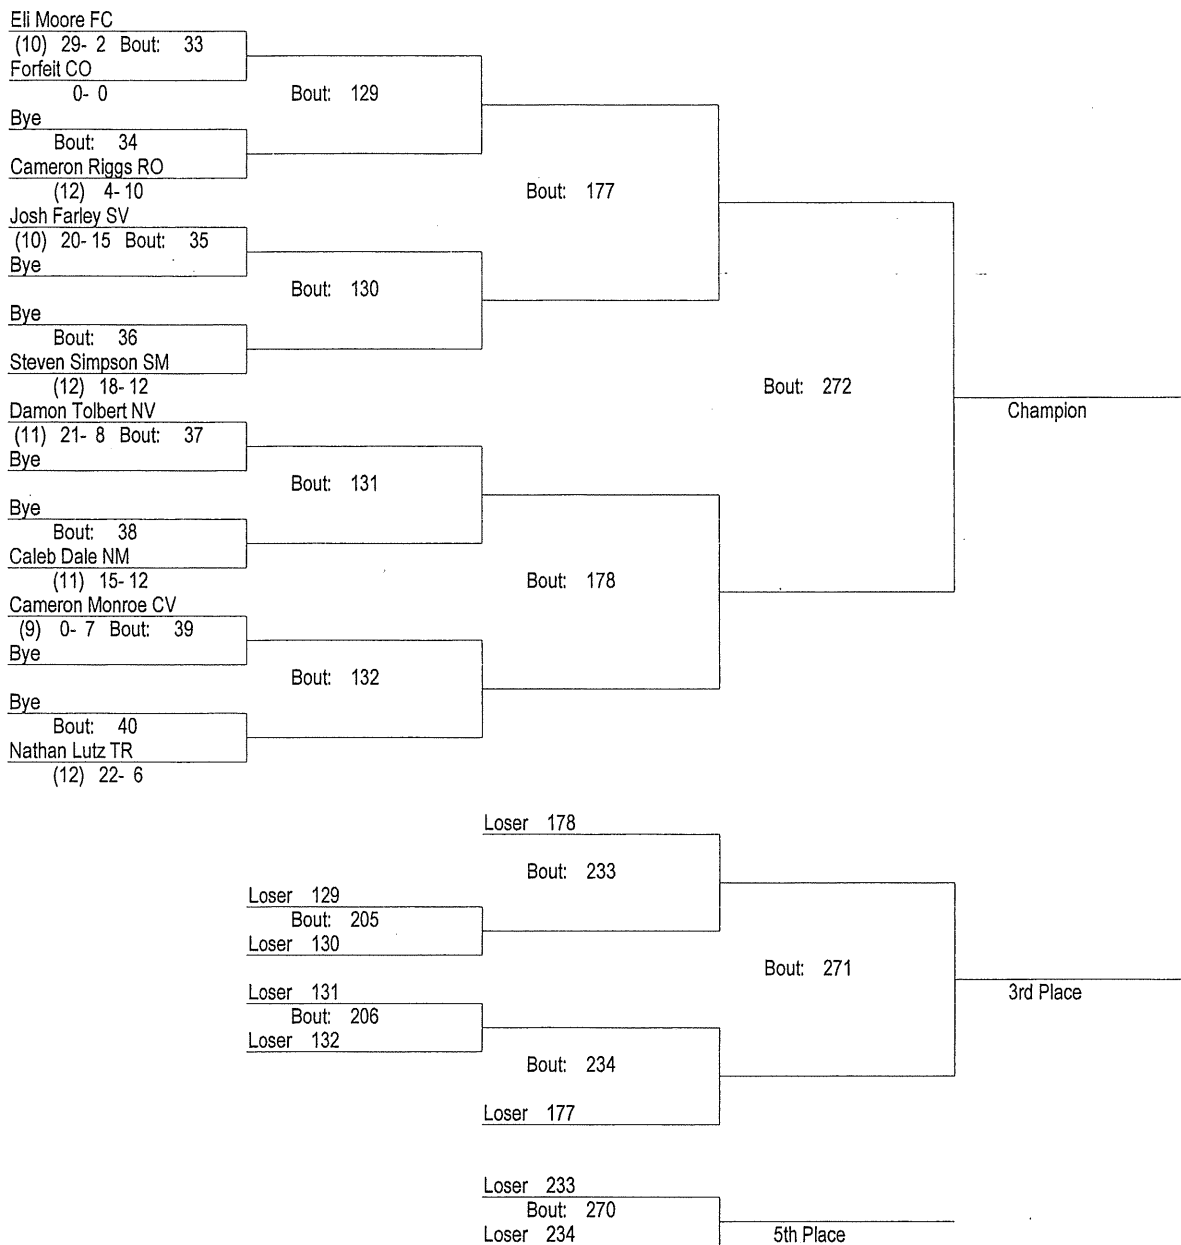 Eli Moore FC
(10) 29- 2 Bout: 33
Forfeit CO
0- 0
Bout: 129
Bye
Bout: 34
Cameron Riggs RO
(12) 4- 10
Bout: 177
Josh Farley SV
(10) 20- 15 Bout: 35
Bye
Bout: 130
Bye
Bout: 36
Steven Simpson SM
(12) 18- 12
Bout: 272
Champion
Damon Tolbert NV
(11) 21- 8 Bout: 37
Bye
Bout: 131
Bye
Bout: 38
Caleb Dale NM
(11) 15- 12
Bout: 178
Cameron Monroe CV
(9) 0- 7 Bout: 39
Bye
Bout: 132
Bye
Bout: 40
Nathan Lutz TR
(12) 22- 6
Loser 178
Bout: 233
Loser 129
Bout: 205
Loser 130
Bout: 271
3rd Place
Loser 131
Bout: 206
Loser 132
Bout: 234
Loser 177
Loser 233
Bout: 270
Loser 234
5th Place